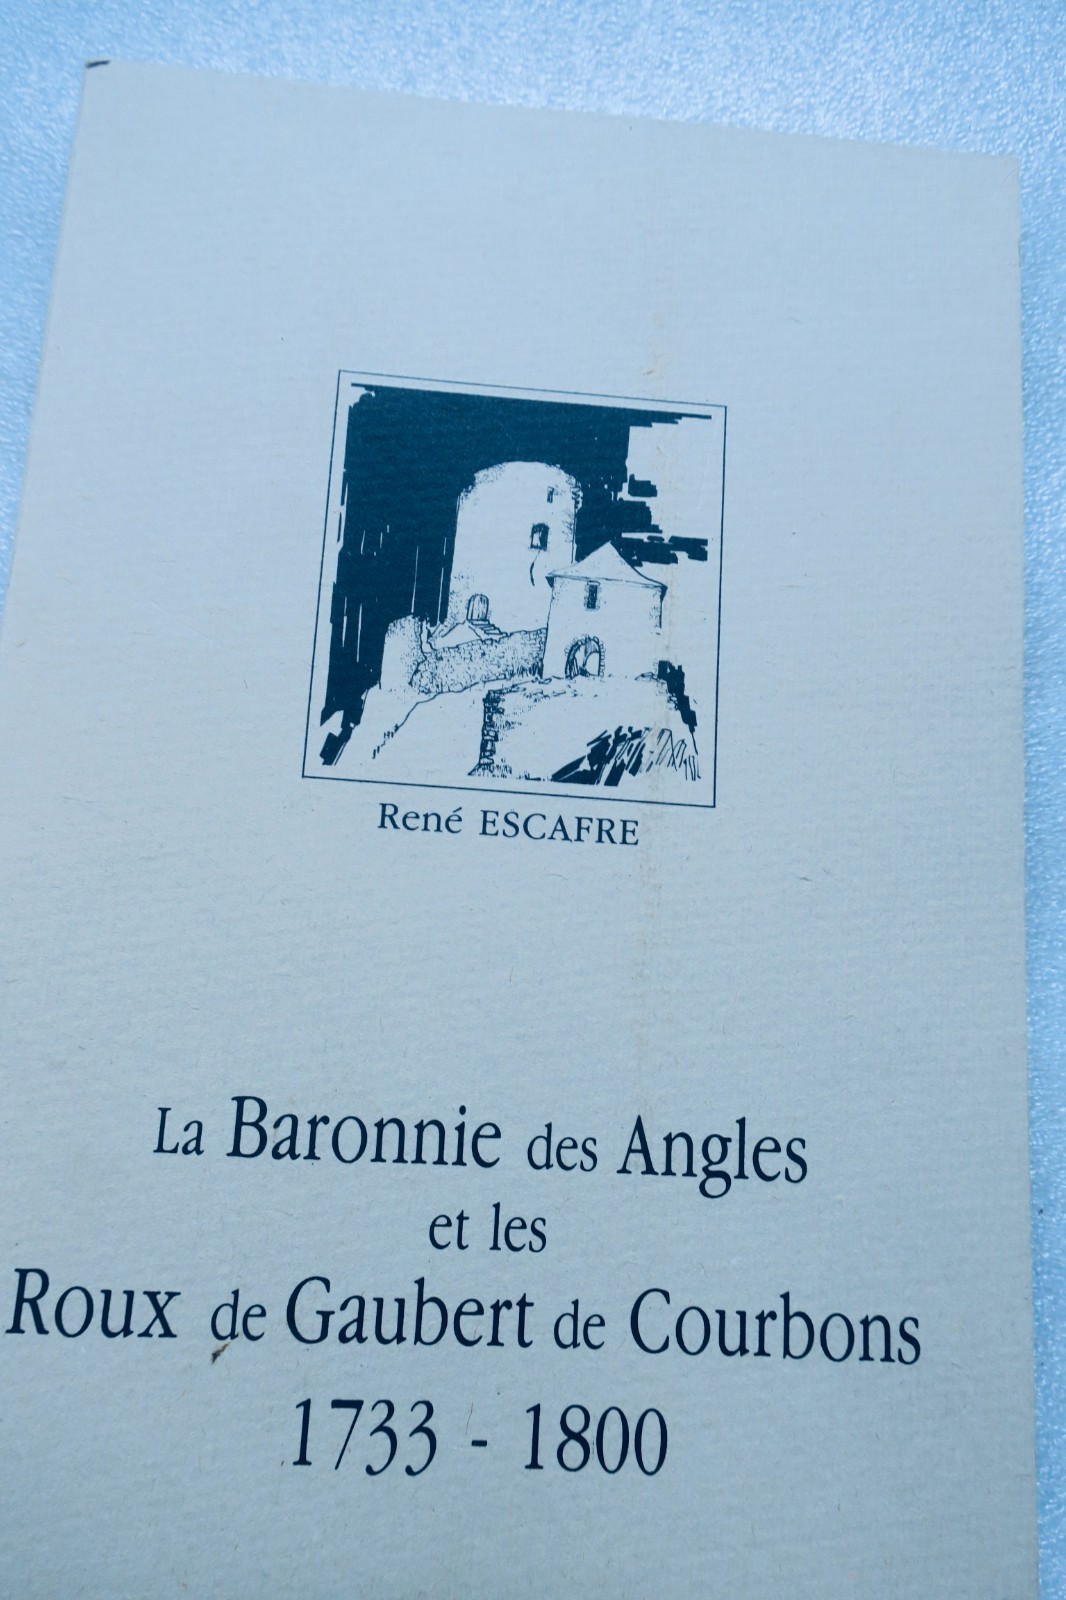 René ESCAFRE
La Baronnie des Angles
et les
Roux de Gaubert de Courbons
1733 - 1800